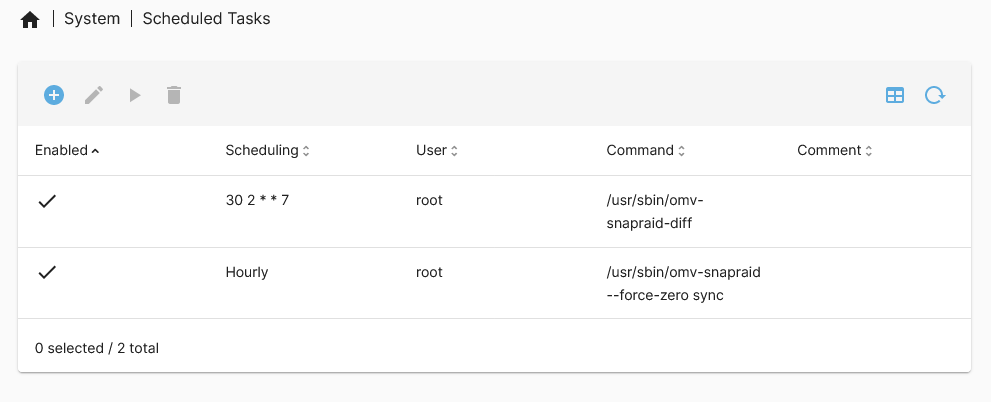 System | Scheduled Tasks
Enabled Scheduling User Command Comment
30 2 * * 7 root /usr/sbin/omv-
snapraid-diff
Hourly root /usr/sbin/omv-snapraid
--force-zero sync
0 selected / 2 total